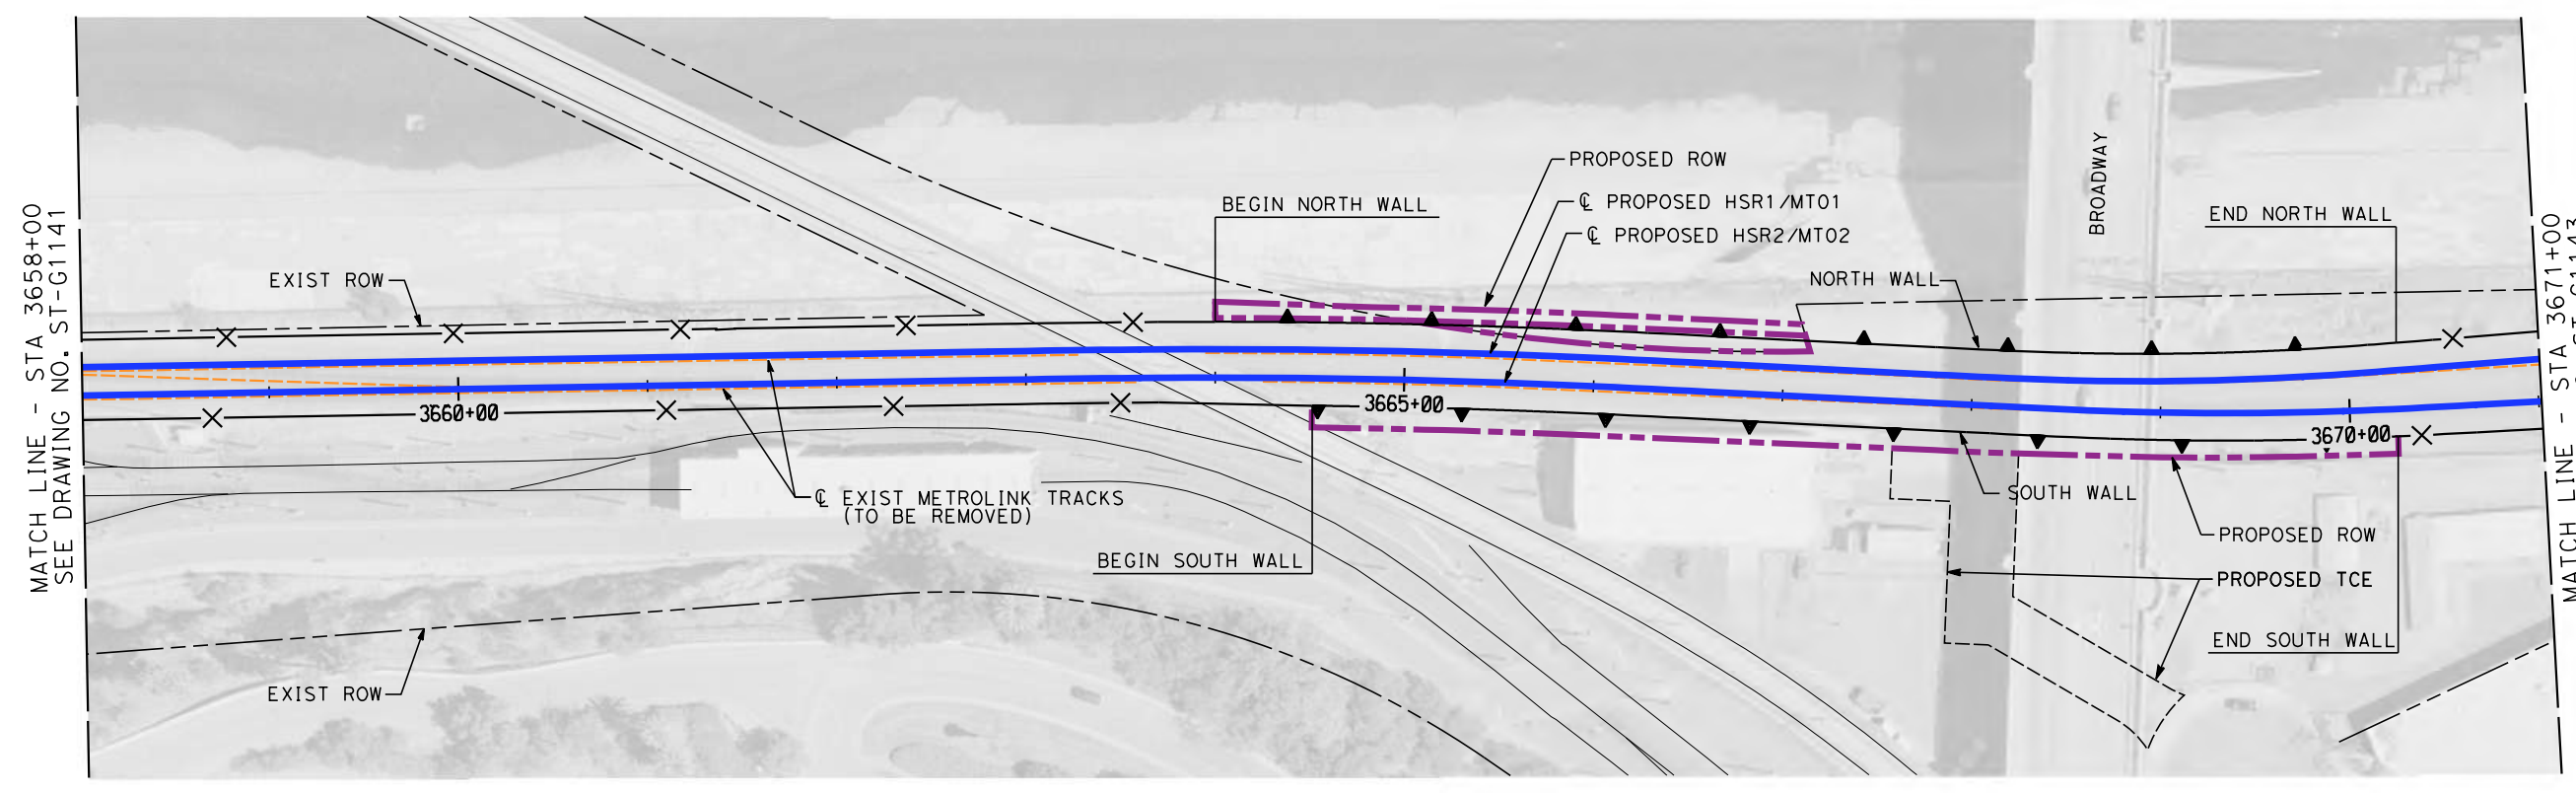 MATCH LINE - STA 3658+00
SEE DRAWING NO. ST-G1141
EXIST ROW
BEGIN NORTH WALL
PROPOSED ROW
℄ PROPOSED HSR1/MT01
℄ PROPOSED HSR2/MT02
NORTH WALL
BROADWAY
END NORTH WALL
3660+00
3665+00
3670+00
℄ EXIST METROLINK TRACKS
(TO BE REMOVED)
BEGIN SOUTH WALL
SOUTH WALL
PROPOSED ROW
PROPOSED TCE
END SOUTH WALL
EXIST ROW
MATCH LINE - STA 3671+00